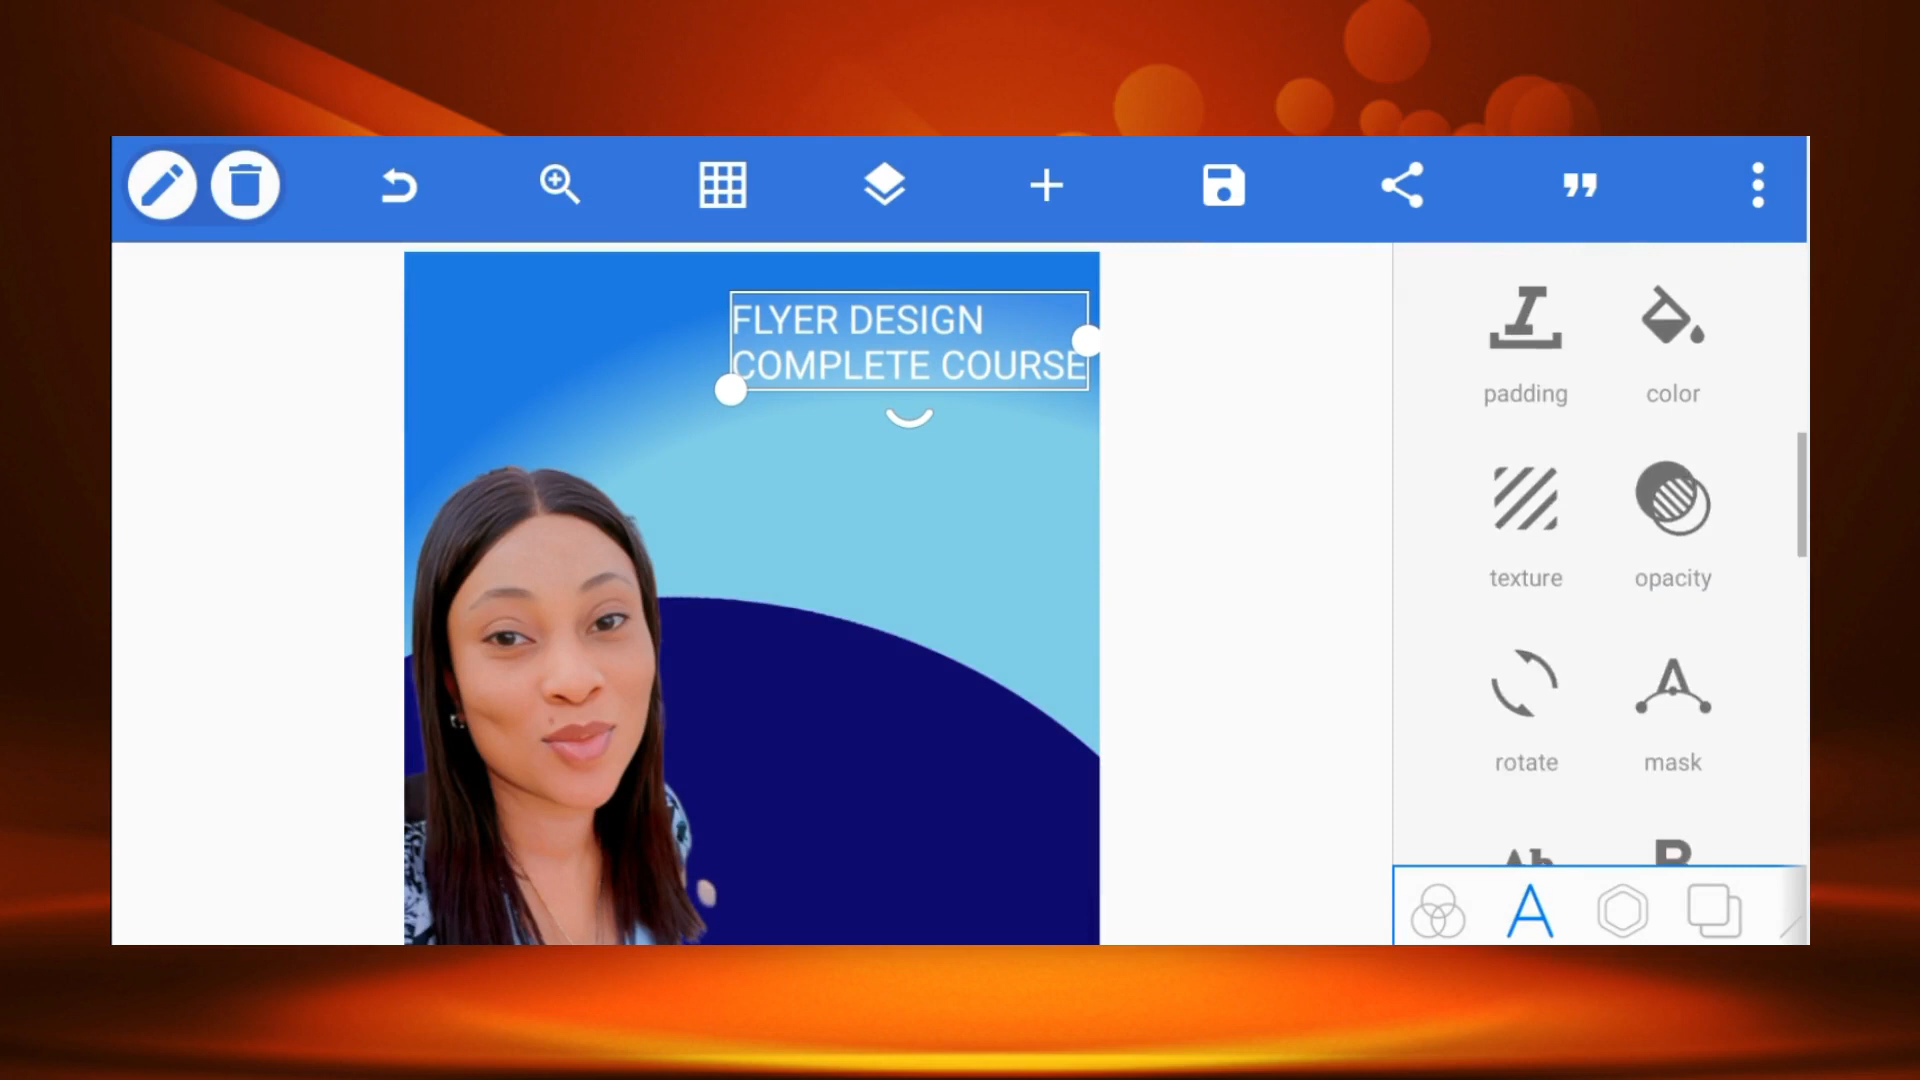 FLYER DESIGN
COMPLETE COURSE
padding
color
texture
opacity
rotate
mask